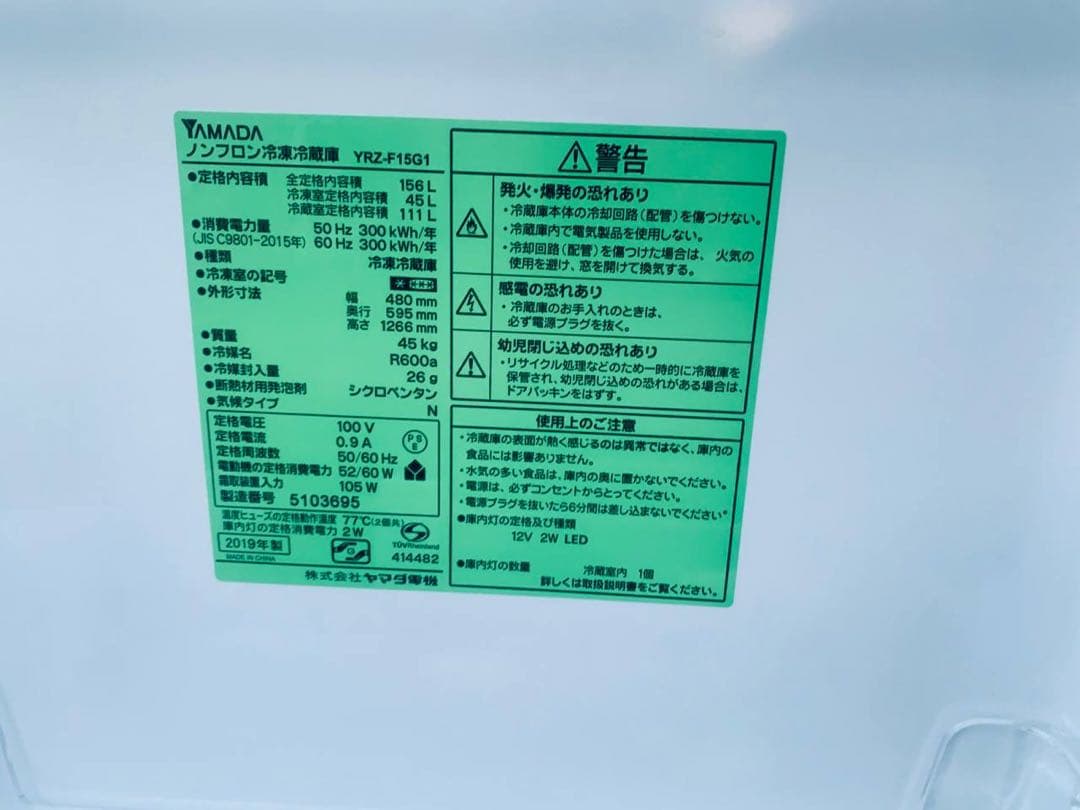 YAMADA
ノンフロン冷凍冷蔵庫 YRZ-F15G1
●定格内容積 全定格内容積 156 L
冷凍室定格内容積 45 L
冷蔵室定格内容積 111 L
●消費電力量 50 Hz 300 kWh/年
(JIS C9801-2015年) 60 Hz 300 kWh/年
●種類 冷凍冷蔵庫
●冷凍室の記号
●外形寸法 幅 480 mm
奥行 595 mm
高さ 1266 mm
●質量 45 kg
●冷媒名 R600a
●冷媒封入量 26 g
●断熱材用発泡剤 シクロペンタン
●気候タイプ N
定格電圧 100 V
定格電流 0.9 A
定格周波数 50/60 Hz
電動機の定格消費電力 52/60 W
霜取装置入力 105 W
製造番号 5103695
PS
E
温度ヒューズの定格動作温度 77℃(2個共)
庫内灯の定格消費電力 2W
2019年製
MADE IN CHINA
TÜVRheinland
414482
株式会社ヤマダ電機
⚠警告
発火・爆発の恐れあり
・冷蔵庫本体の冷却回路(配管)を傷つけない。
・冷蔵庫内で電気製品を使用しない。
・冷却回路(配管)を傷つけた場合は、火気の
使用を避け、窓を開けて換気する。
感電の恐れあり
・冷蔵庫のお手入れのときは、
必ず電源プラグを抜く。
幼児閉じ込めの恐れあり
・リサイクル処理などのため一時的に冷蔵庫を
保管され、幼児閉じ込めの恐れがある場合は、
ドアパッキンをはずす。
使用上のご注意
・冷蔵庫の表面が熱く感じるのは異常ではなく、庫内の
食品には影響ありません。
・水気の多い食品は、庫内の奥に置かないでください。
・電源は、必ずコンセントからとってください。
・電源プラグを抜いたら6分間は差し込まないでください。
●庫内灯の定格及び種類
12V 2W LED
●庫内灯の数量 冷蔵室内 1個
詳しくは取扱説明書をご覧ください。